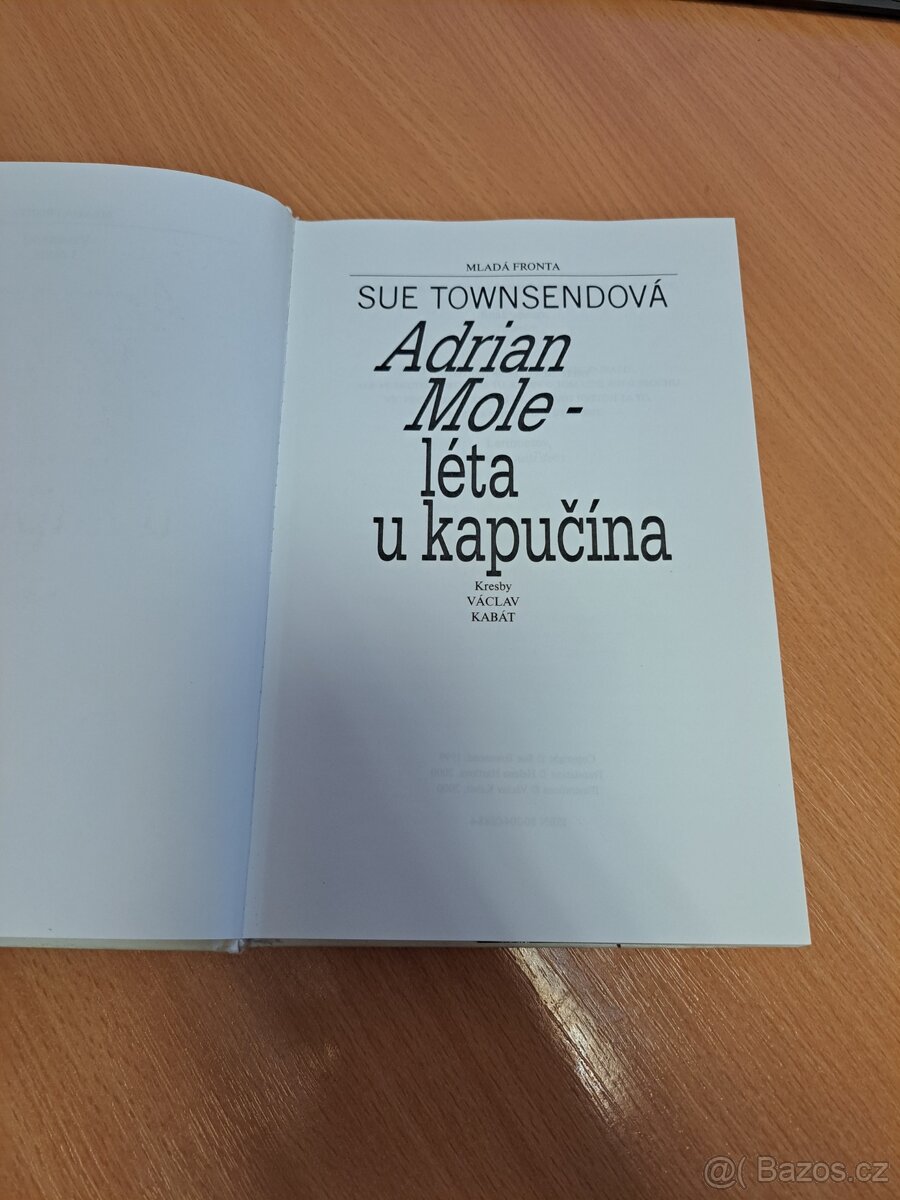 MLADÁ FRONTA
SUE TOWNSENDOVÁ
Adrian
Mole -
léta
u kapučína
Kresby
VÁCLAV
KABÁT
@( Bazos.cz